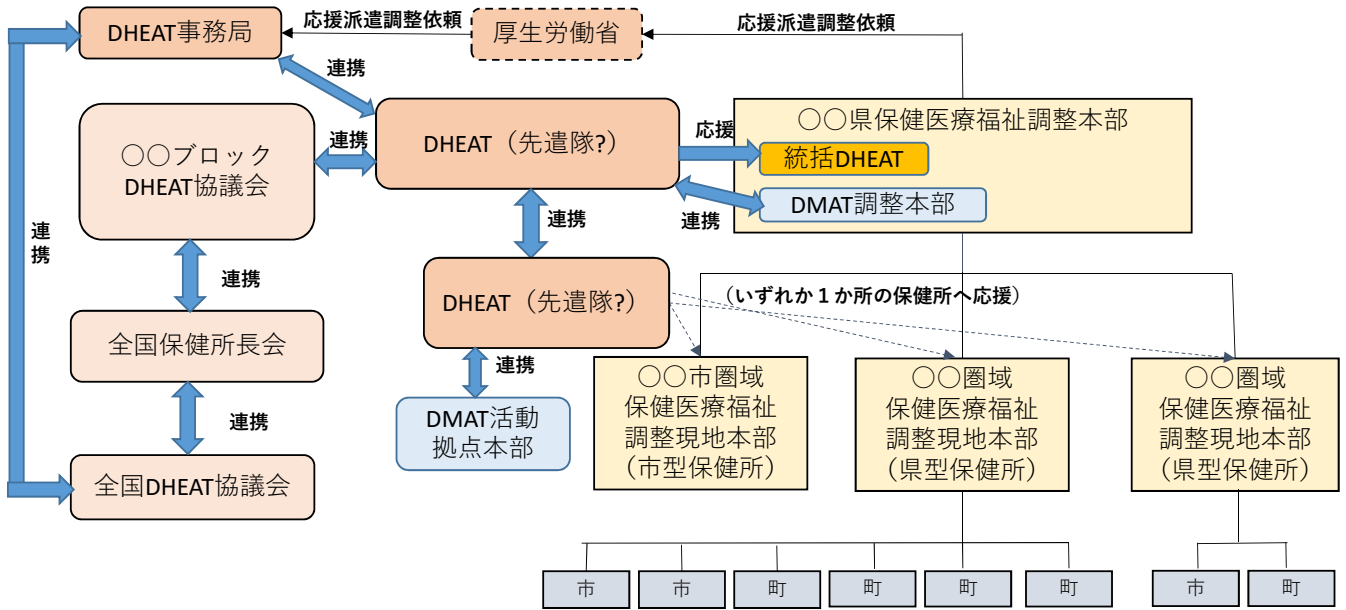 応援派遣調整依頼
応援派遣調整依頼
DHEAT事務局
厚生労働省
連携
〇〇県保健医療福祉調整本部
DHEAT（先遣隊?）
応援
統括DHEAT
連携
〇〇ブロック
DHEAT協議会
DMAT調整本部
連携
連携
連
携
連携
DHEAT（先遣隊?）
（いずれか１か所の保健所へ応援）
全国保健所長会
連携
〇〇市圏域
保健医療福祉
調整現地本部
（市型保健所）
〇〇圏域
保健医療福祉
調整現地本部
（県型保健所）
〇〇圏域
保健医療福祉
調整現地本部
（県型保健所）
連携
DMAT活動
拠点本部
全国DHEAT協議会
市
市
町
町
町
町
市
町